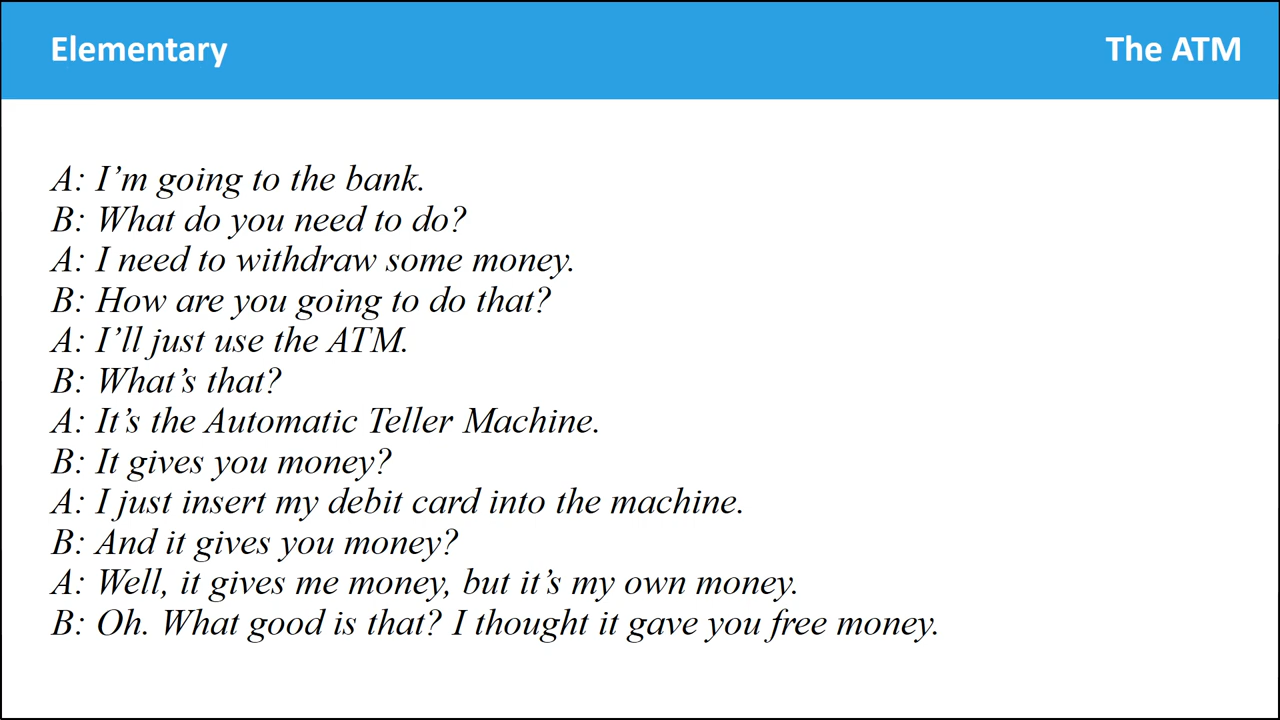 Elementary
The ATM
A: I’m going to the bank.
B: What do you need to do?
A: I need to withdraw some money.
B: How are you going to do that?
A: I’ll just use the ATM.
B: What’s that?
A: It’s the Automatic Teller Machine.
B: It gives you money?
A: I just insert my debit card into the machine.
B: And it gives you money?
A: Well, it gives me money, but it’s my own money.
B: Oh. What good is that? I thought it gave you free money.